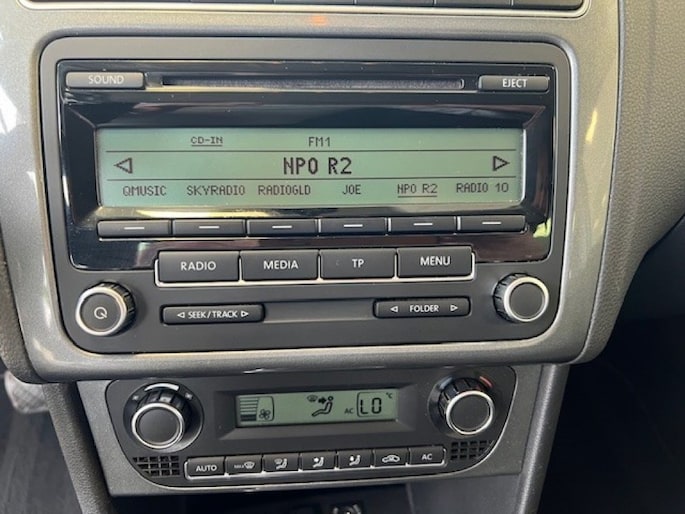 SOUND EJECT
CD-IN FM1
NPO R2
QMUSIC SKYRADIO RADIOGLD JOE NPO R2 RADIO 10
RADIO MEDIA TP MENU
SEEK/TRACK FOLDER
AC LO °C
AUTO MAX AC